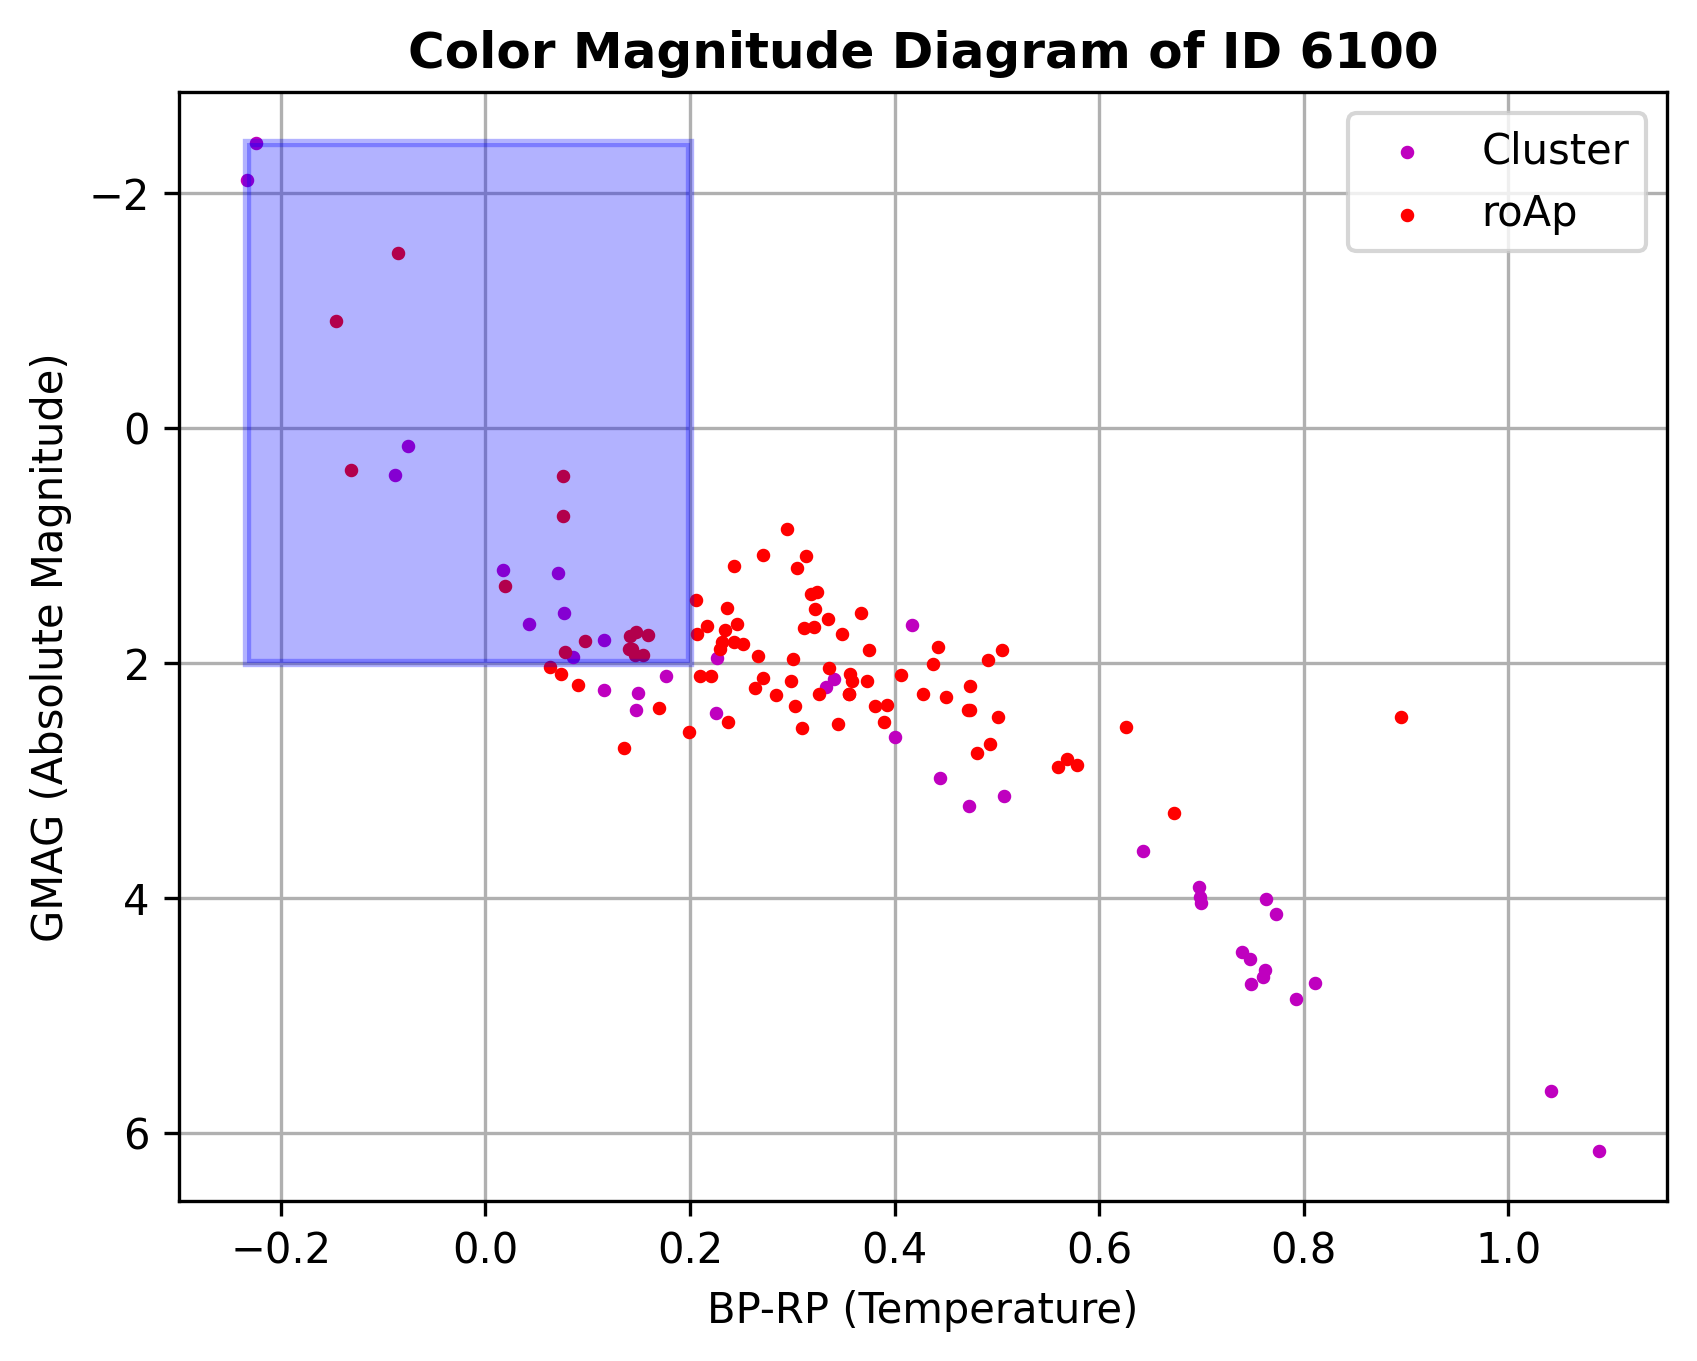 Color Magnitude Diagram of ID 6100
Cluster
roAp
GMAG (Absolute Magnitude)
−2
0
2
4
6
−0.2 0.0 0.2 0.4 0.6 0.8 1.0
BP-RP (Temperature)